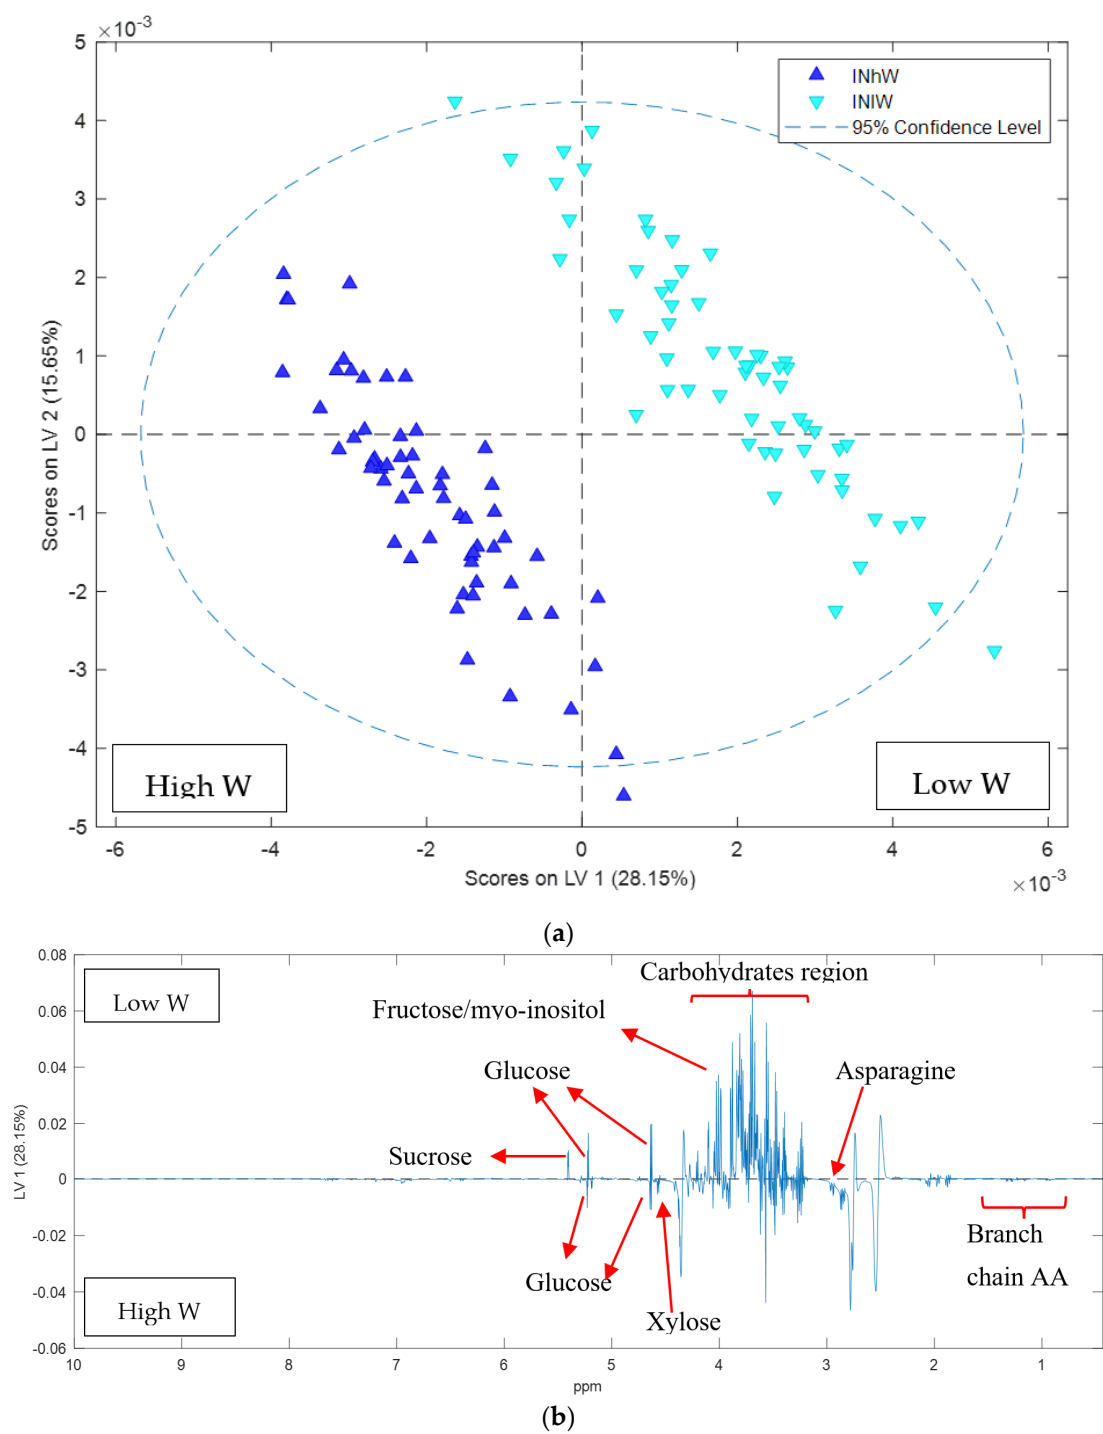 ×10⁻³
5
4
3
2
1
0
-1
-2
-3
-4
-5
Scores on LV 2 (15.65%)
INhW
INlW
95% Confidence Level
High W
Low W
-6
-4
-2
0
2
4
6
Scores on LV 1 (28.15%)
×10⁻³
(a)
0.08
0.06
0.04
0.02
0
-0.02
-0.04
-0.06
LV 1 (28.15%)
Low W
Carbohydrates region
Fructose/myo-inositol
Glucose
Asparagine
Sucrose
Branch
chain AA
Glucose
High W
Xylose
10
9
8
7
6
5
4
3
2
1
ppm
(b)